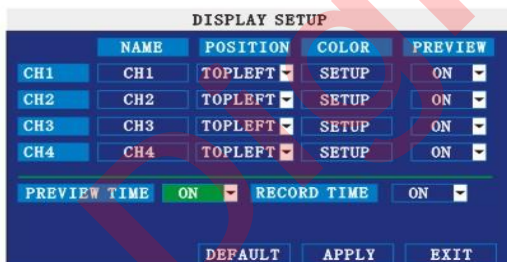 DISPLAY SETUP
NAME POSITION COLOR PREVIEW
CH1 CH1 TOPLEFT SETUP ON
CH2 CH2 TOPLEFT SETUP ON
CH3 CH3 TOPLEFT SETUP ON
CH4 CH4 TOPLEFT SETUP ON
PREVIEW TIME ON RECORD TIME ON
DEFAULT APPLY EXIT